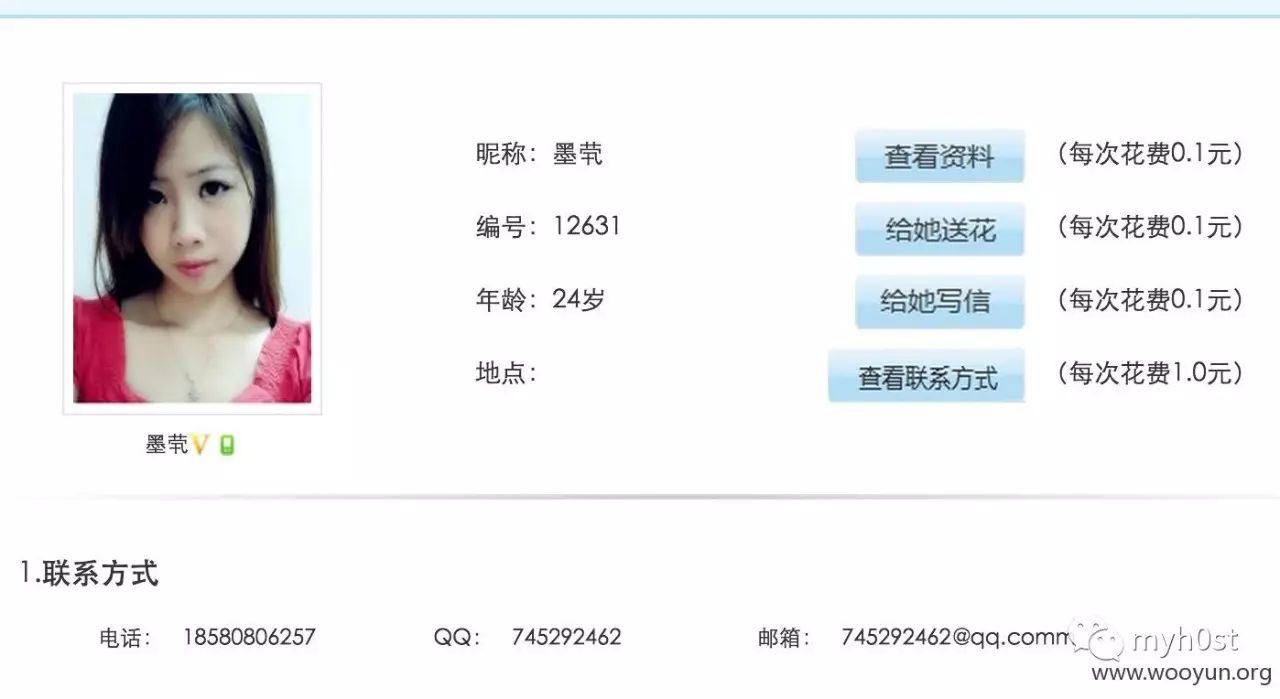 昵称：墨茕
查看资料 （每次花费0.1元）
编号：12631
给她送花 （每次花费0.1元）
年龄：24岁
给她写信 （每次花费0.1元）
地点：
查看联系方式 （每次花费1.0元）
墨茕V
1.联系方式
电话： 18580806257 QQ： 745292462 邮箱： 745292462@qq.comm
myh0st
www.wooyun.org